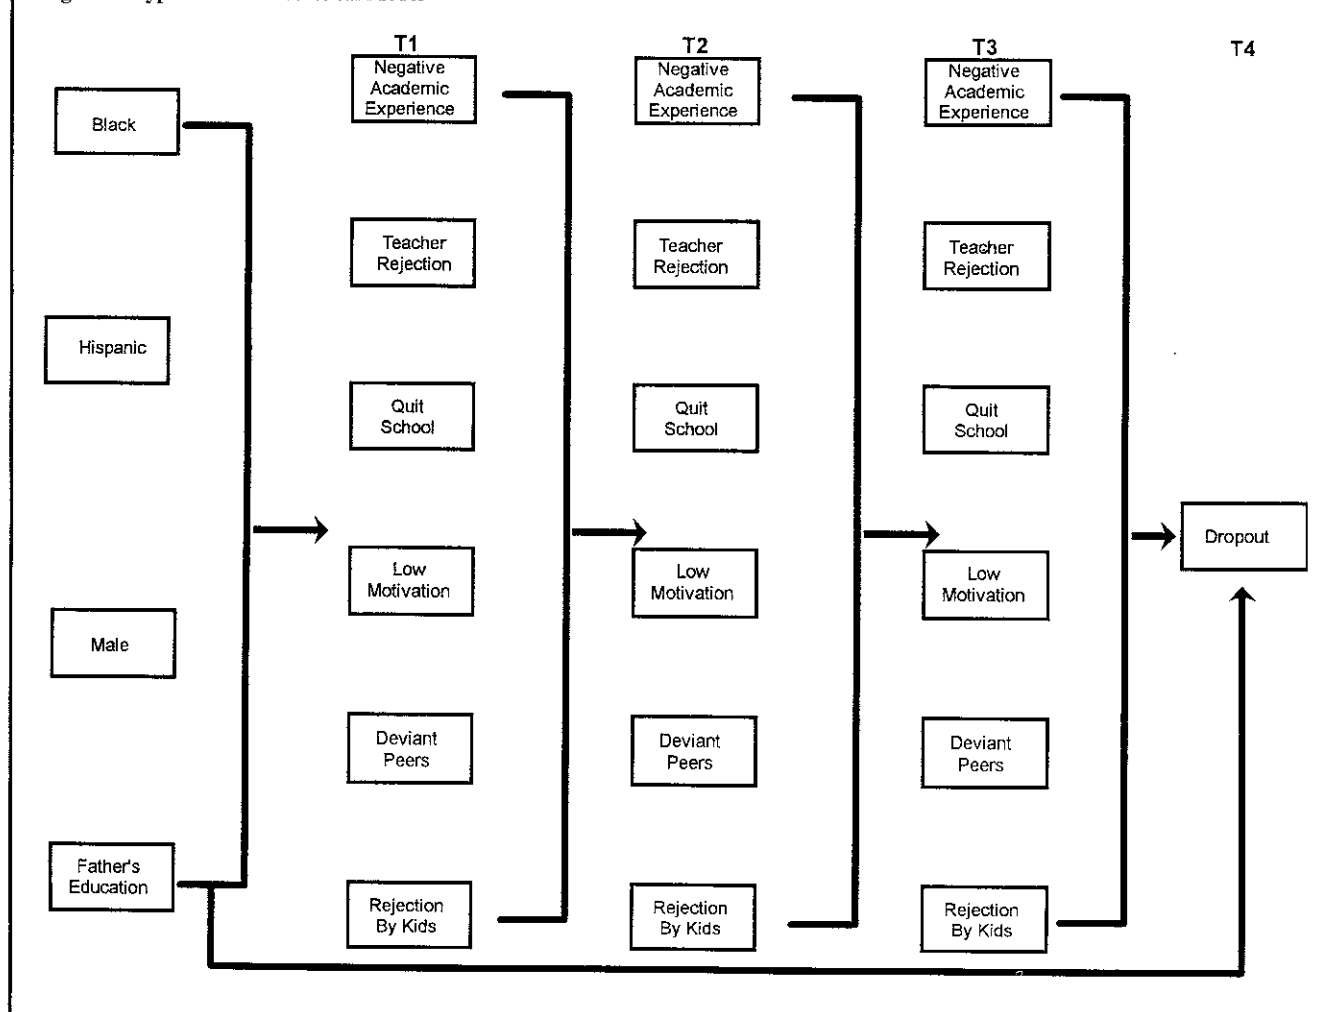 T1
T2
T3
T4
Black
Hispanic
Male
Father's
Education
Negative
Academic
Experience
Teacher
Rejection
Quit
School
Low
Motivation
Deviant
Peers
Rejection
By Kids
Negative
Academic
Experience
Teacher
Rejection
Quit
School
Low
Motivation
Deviant
Peers
Rejection
By Kids
Negative
Academic
Experience
Teacher
Rejection
Quit
School
Low
Motivation
Deviant
Peers
Rejection
By Kids
Dropout